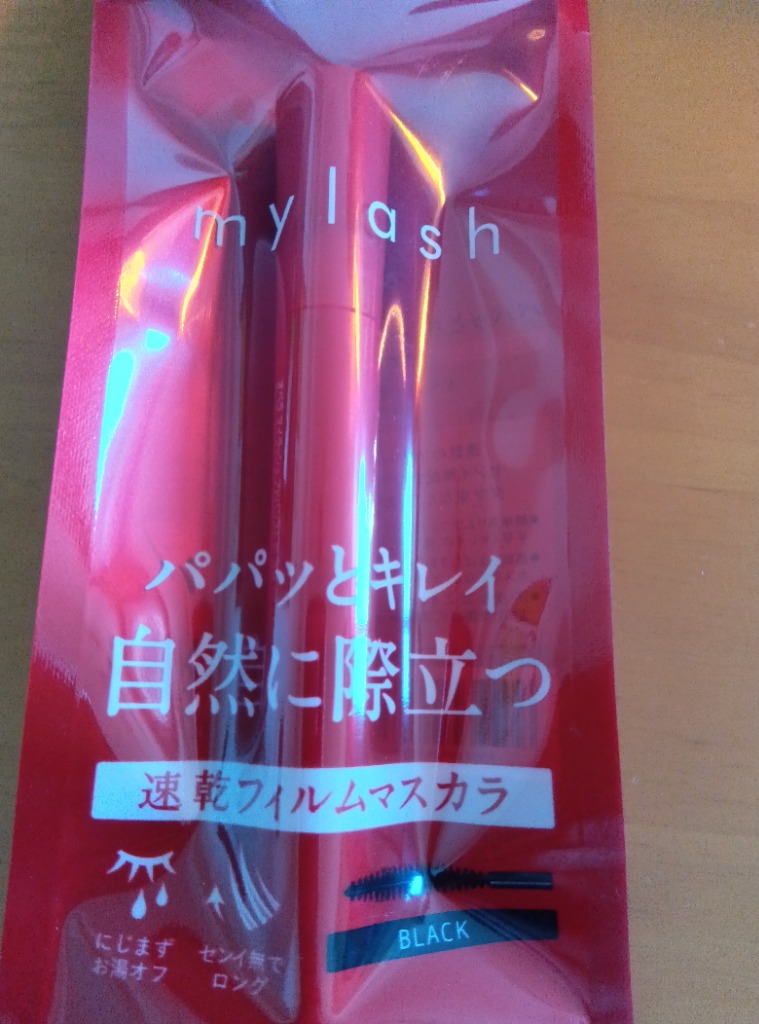 mylash
パパッとキレイ
自然に際立つ
速乾フィルムマスカラ
にじまず
お湯オフ
センイ無で
ロング
BLACK